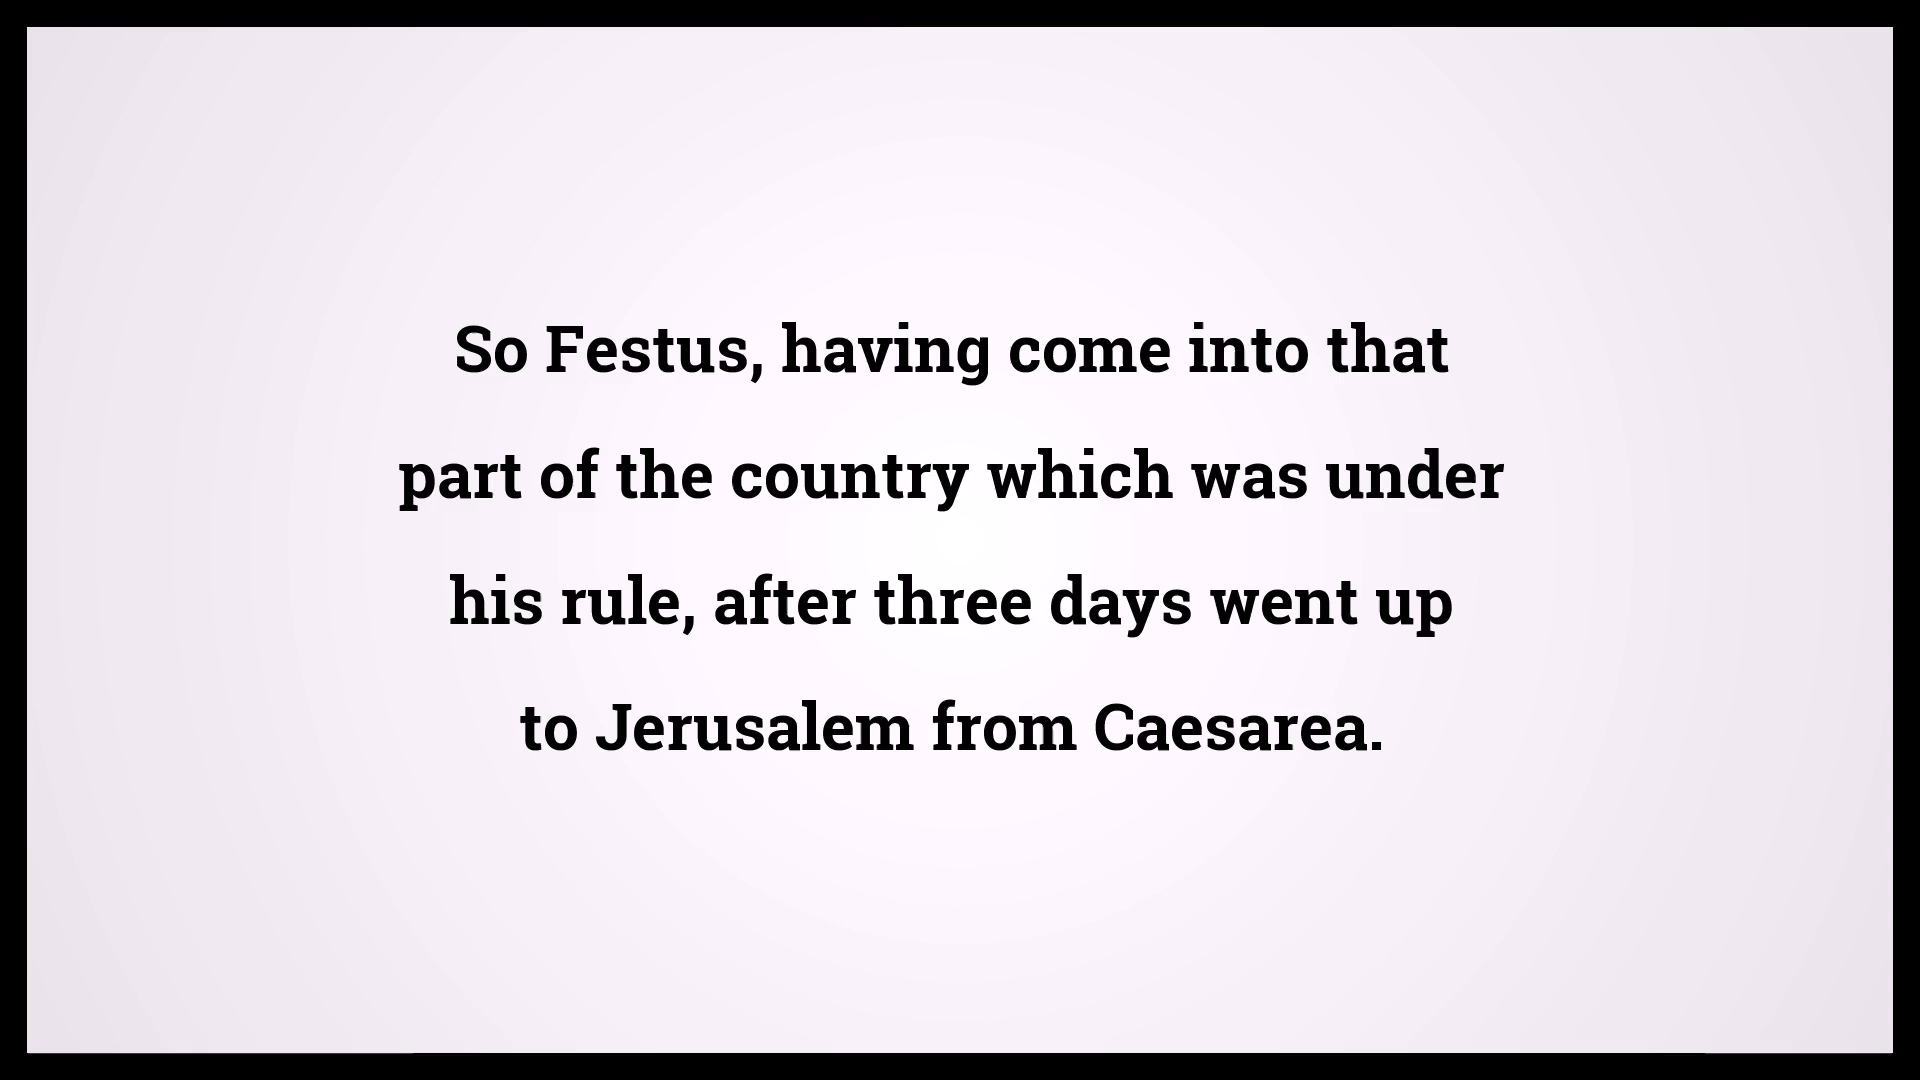 So Festus, having come into that
part of the country which was under
his rule, after three days went up
to Jerusalem from Caesarea.